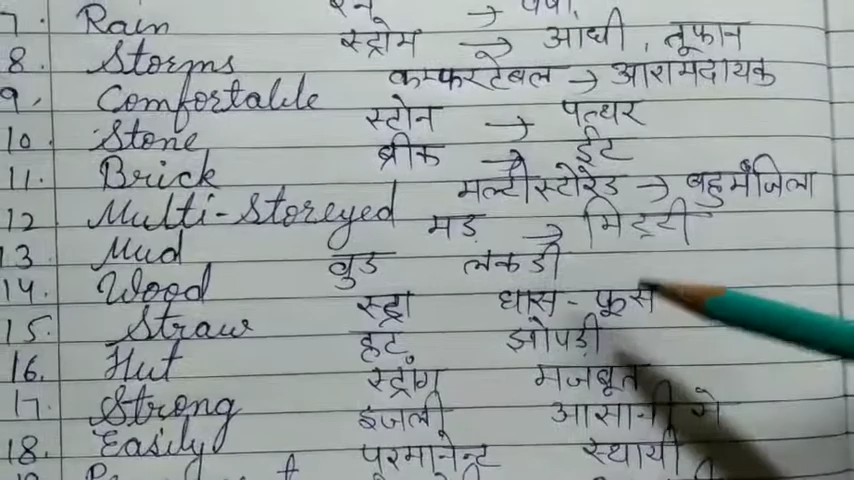 7. Rain रेन → वर्षा
8. Storms स्ट्रोम → आंधी, तूफान
9. Comfortable कम्फरटेबल → आरामदायक
10. Stone स्टोन → पत्थर
11. Brick ब्रीक → ईंट
12 Multi-Storeyed मल्टीस्टोरेड → बहुमंजिला
13 Mud मड़ → मिट्टी
14. Wood वुड लकडी
15. Straw स्ट्रा घास-फूस
16. Hut हट झोपड़ी
17. Strong स्ट्रांग मजबूत
18. Easily इजली आसानी से
परमानेन्ट स्थायी